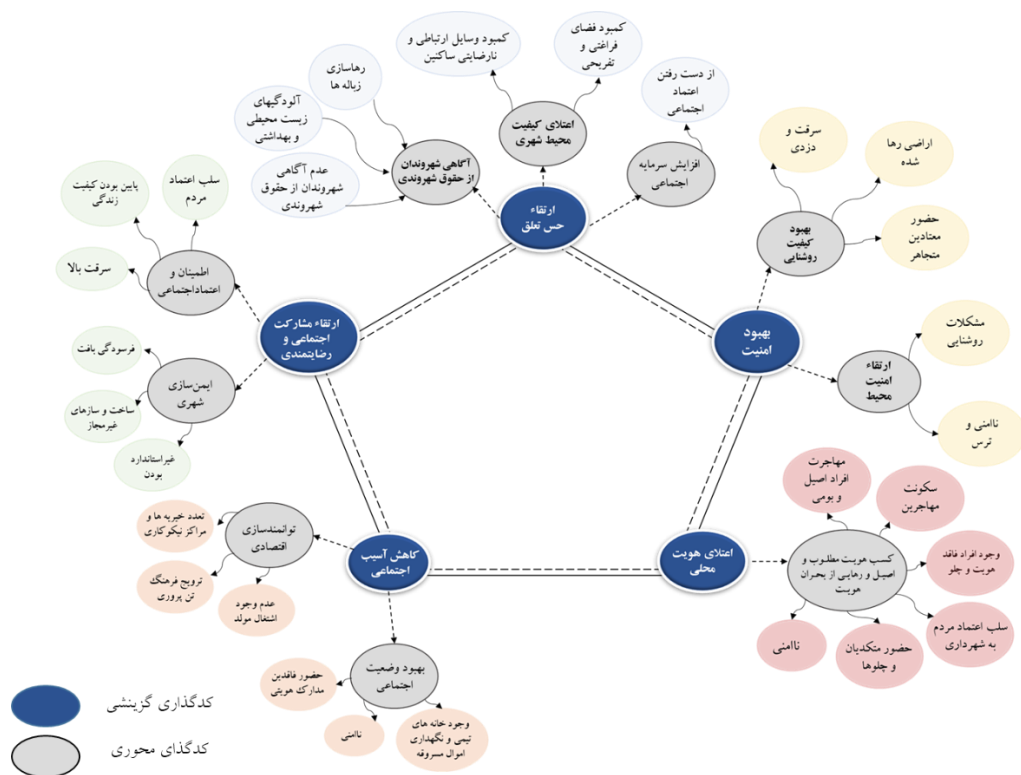 کمبود فضای
فراغتی و
تفریحی
کمبود وسایل ارتباطی و
نارضایتی ساکنین
از دست رفتن
اعتماد
اجتماعی
رهاسازی
زباله ها
آلودگیهای
زیست محیطی
و بهداشتی
عدم آگاهی
شهروندان از حقوق
شهروندی
آگاهی شهروندان
از حقوق شهروندی
اعتلای کیفیت
محیط شهری
افزایش سرمایه
اجتماعی
ارتقاء
حس تعلق
سرقت و
دزدی
اراضی رها
شده
حضور
معتادین
متجاهر
بهبود
کیفیت
روشنایی
بهبود
امنیت
مشکلات
روشنایی
ارتقاء
امنیت
محیط
ناامنی و
ترس
سلب اعتماد
مردم
پایین بودن کیفیت
زندگی
سرقت بالا
اطمینان و
اعتماداجتماعی
ارتقاء مشارکت
اجتماعی و
رضایتمندی
فرسودگی بافت
ایمن‌سازی
شهری
ساخت و سازهای
غیرمجاز
غیراستاندارد
بودن
مهاجرت
افراد اصیل
و بومی
سکونت
مهاجرین
وجود افراد فاقد
هویت و چلو
سلب اعتماد مردم
به شهرداری
حضور متکدیان
و چلوها
ناامنی
کسب هویت مطلوب و
اصیل و رهایی از بحران
هویت
اعتلای هویت
محلی
کاهش آسیب
اجتماعی
توانمندسازی
اقتصادی
تعدد خیریه ها و
مراکز نیکوکاری
ترویج فرهنگ
تن پروری
عدم وجود
اشتغال مولد
بهبود وضعیت
اجتماعی
حضور فاقدین
مدارک هویتی
ناامنی
وجود خانه های
تیمی و نگهداری
اموال مسروقه
کدگذاری گزینشی
کدگذای محوری